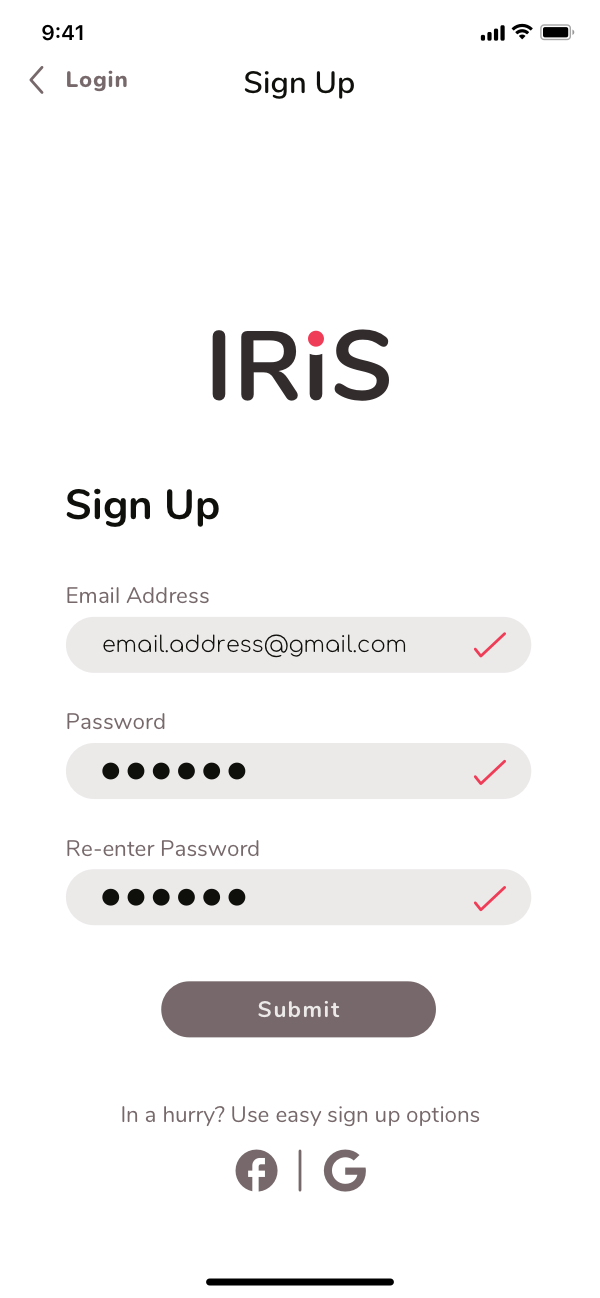 9:41
Login
Sign Up
IRiS
Sign Up
Email Address
email.address@gmail.com
Password
●●●●●●
Re-enter Password
●●●●●●
Submit
In a hurry? Use easy sign up options